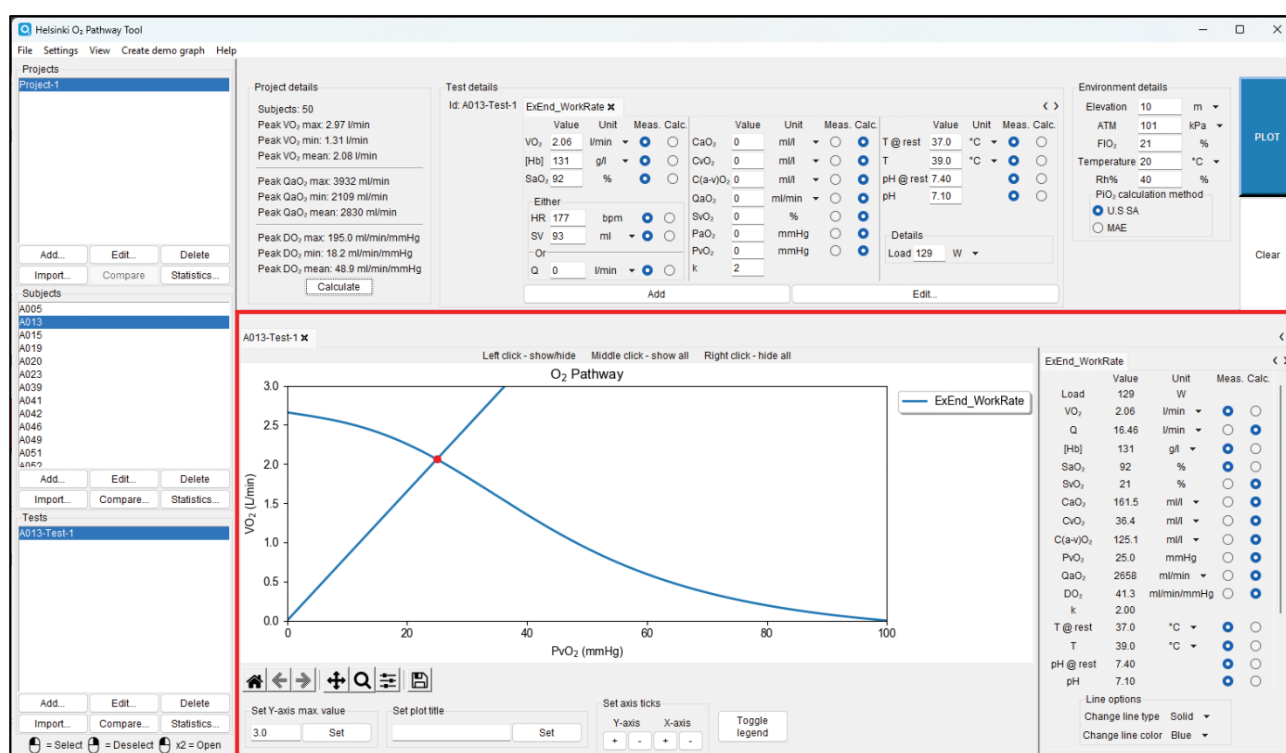 Helsinki O₂ Pathway Tool
File Settings View Create demo graph Help
Projects
Project-1
Add... Edit... Delete
Import... Compare Statistics...
Subjects
A005
A013
A015
A019
A020
A023
A039
A041
A042
A046
A049
A051
A052
Add... Edit... Delete
Import... Compare... Statistics...
Tests
A013-Test-1
Add... Edit... Delete
Import... Compare... Statistics...
= Select = Deselect x2 = Open
Project details
Subjects: 50
Peak VO₂ max: 2.97 l/min
Peak VO₂ min: 1.31 l/min
Peak VO₂ mean: 2.08 l/min
Peak QaO₂ max: 3932 ml/min
Peak QaO₂ min: 2109 ml/min
Peak QaO₂ mean: 2830 ml/min
Peak DO₂ max: 195.0 ml/min/mmHg
Peak DO₂ min: 18.2 ml/min/mmHg
Peak DO₂ mean: 48.9 ml/min/mmHg
Calculate
Test details
Id: A013-Test-1 ExEnd_WorkRate ✖ < >
Value Unit Meas. Calc.
VO₂ 2.06 l/min
[Hb] 131 g/l
SaO₂ 92 %
Either
HR 177 bpm
SV 93 ml
Or
Q 0 l/min
Value Unit Meas. Calc.
CaO₂ 0 ml/l
CvO₂ 0 ml/l
C(a-v)O₂ 0 ml/l
QaO₂ 0 ml/min
SvO₂ 0 %
PaO₂ 0 mmHg
PvO₂ 0 mmHg
k 2
Value Unit Meas. Calc.
T @ rest 37.0 °C
T 39.0 °C
pH @ rest 7.40
pH 7.10
Details
Load 129 W
Add Edit...
Environment details
Elevation 10 m
ATM 101 kPa
FIO₂ 21 %
Temperature 20 °C
Rh% 40 %
PiO₂ calculation method
U.S SA
MAE
PLOT
Clear
A013-Test-1 ✖ <
Left click - show/hide Middle click - show all Right click - hide all
O₂ Pathway
ExEnd_WorkRate
3.0
2.5
2.0
1.5
1.0
0.5
0.0
VO₂ (L/min)
0 20 40 60 80 100
PvO₂ (mmHg)
Set Y-axis max. value
3.0 Set
Set plot title
Set
Set axis ticks
Y-axis X-axis
+ - + -
Toggle
legend
ExEnd_WorkRate < >
Value Unit Meas. Calc.
Load 129 W
VO₂ 2.06 l/min
Q 16.46 l/min
[Hb] 131 g/l
SaO₂ 92 %
SvO₂ 21 %
CaO₂ 161.5 ml/l
CvO₂ 36.4 ml/l
C(a-v)O₂ 125.1 ml/l
PvO₂ 25.0 mmHg
QaO₂ 2658 ml/min
DO₂ 41.3 ml/min/mmHg
k 2.00
T @ rest 37.0 °C
T 39.0 °C
pH @ rest 7.40
pH 7.10
Line options
Change line type Solid
Change line color Blue